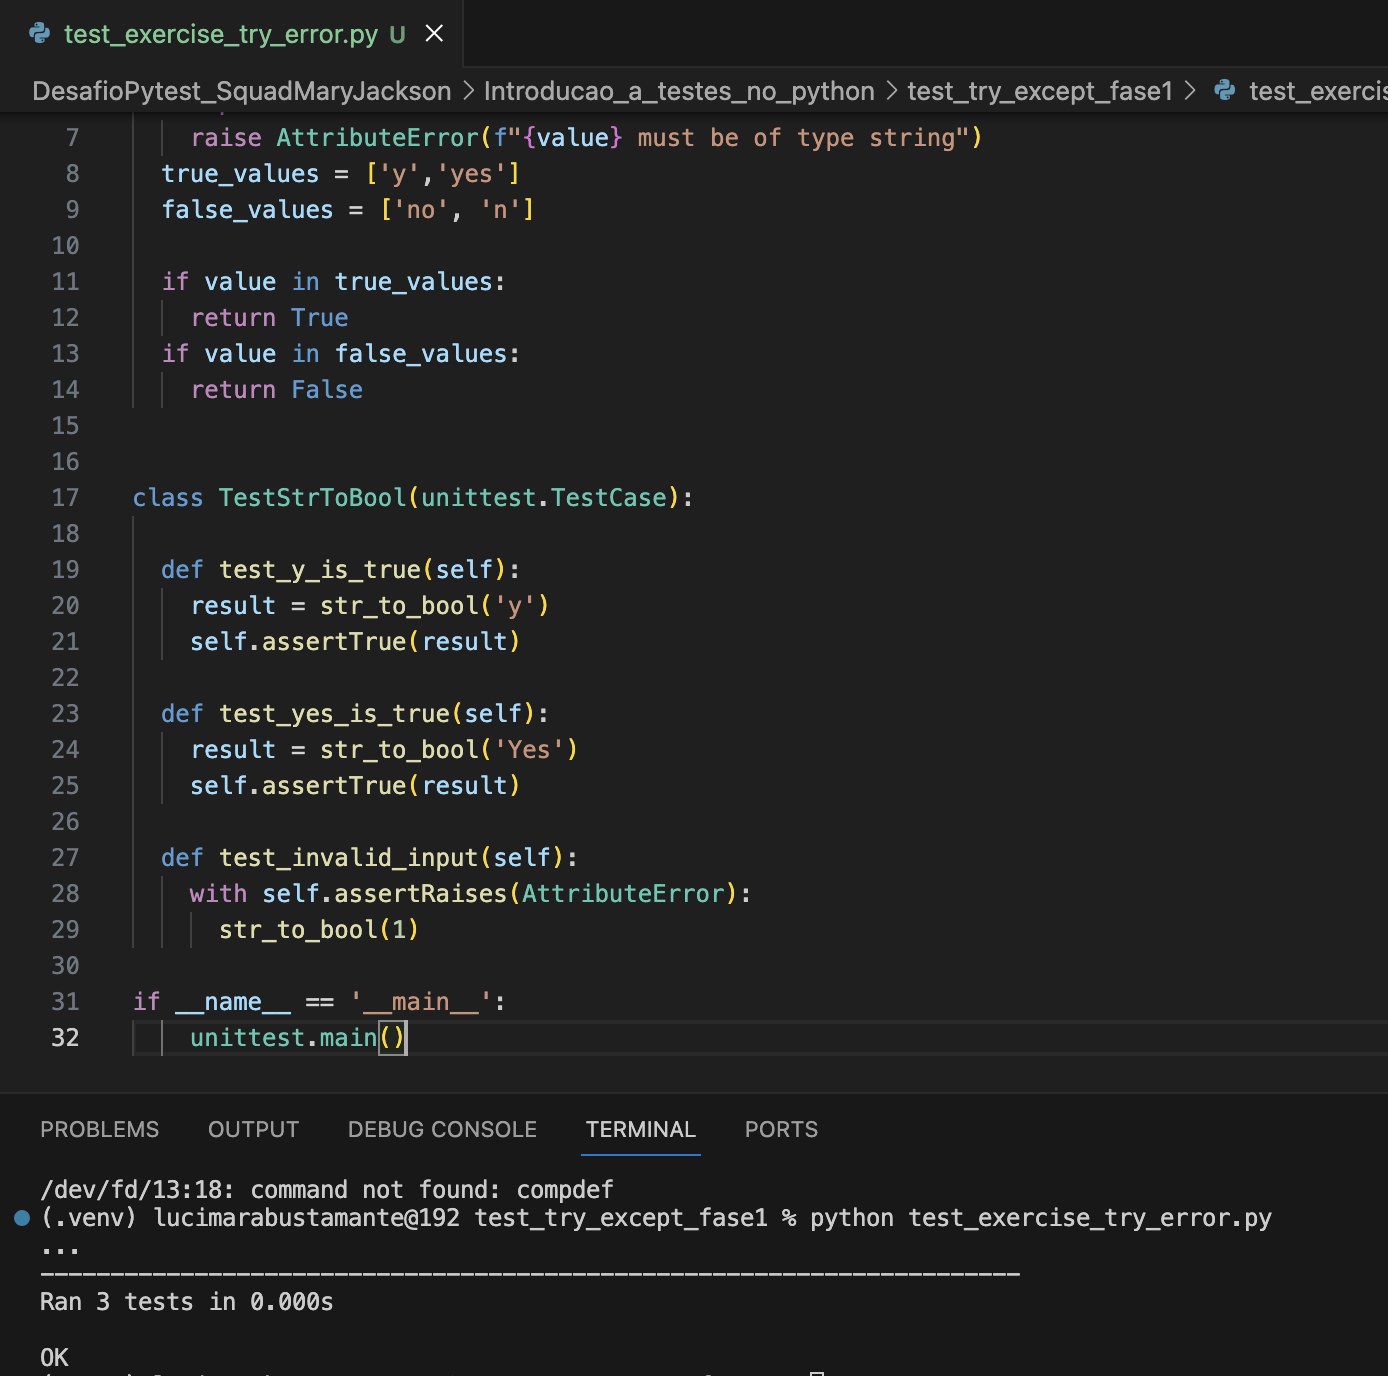 test_exercise_try_error.py U
DesafioPytest_SquadMaryJackson > Introducao_a_testes_no_python > test_try_except_fase1 > test_exercis
7 raise AttributeError(f"{value} must be of type string")
8 true_values = ['y','yes']
9 false_values = ['no', 'n']
10
11 if value in true_values:
12 return True
13 if value in false_values:
14 return False
15
16
17 class TestStrToBool(unittest.TestCase):
18
19 def test_y_is_true(self):
20 result = str_to_bool('y')
21 self.assertTrue(result)
22
23 def test_yes_is_true(self):
24 result = str_to_bool('Yes')
25 self.assertTrue(result)
26
27 def test_invalid_input(self):
28 with self.assertRaises(AttributeError):
29 str_to_bool(1)
30
31 if __name__ == '__main__':
32 unittest.main()
PROBLEMS OUTPUT DEBUG CONSOLE TERMINAL PORTS
/dev/fd/13:18: command not found: compdef
(.venv) lucimarabustamante@192 test_try_except_fase1 % python test_exercise_try_error.py
...
----------------------------------------------------------------------
Ran 3 tests in 0.000s
OK